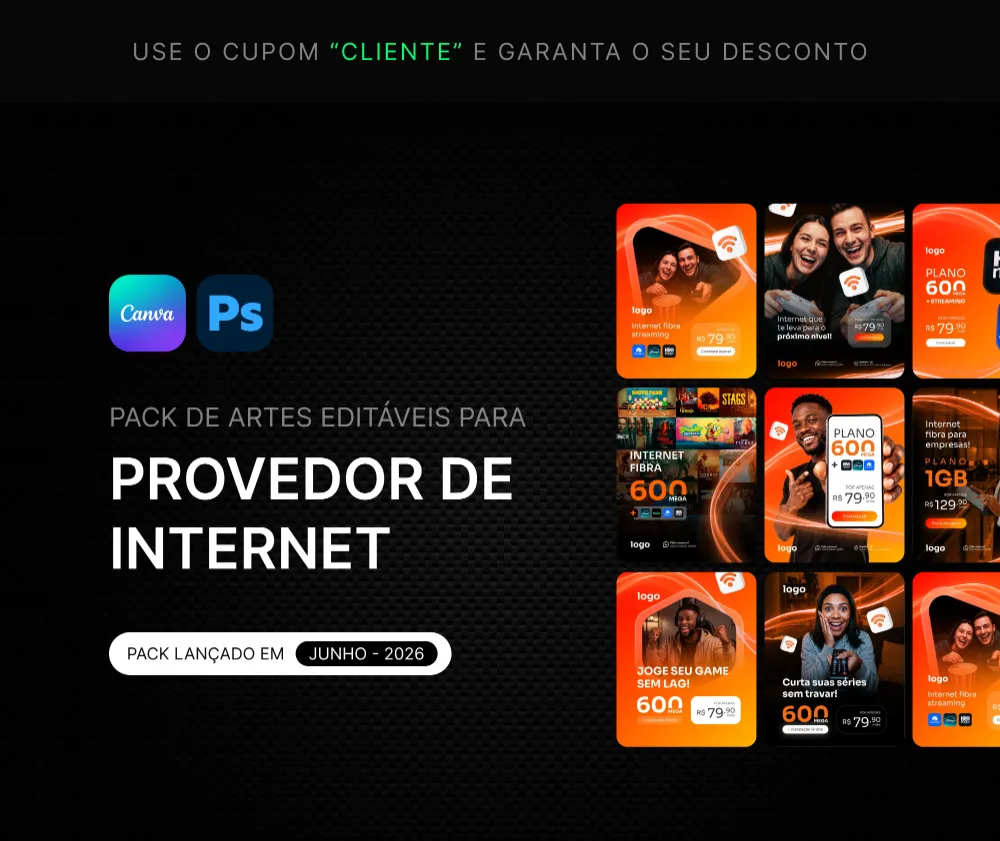 USE O CUPOM “CLIENTE” E GARANTA O SEU DESCONTO
Canva
Ps
PACK DE ARTES EDITÁVEIS PARA
PROVEDOR DE
INTERNET
PACK LANÇADO EM JUNHO - 2026
logo
Internet fibra
streaming
R$ 79,90
Internet que
te leva para o
próximo nível!
R$ 79,90
logo
logo
PLANO
600
MEGA
+ STREAMING
R$ 79,90
STAGS
INTERNET
FIBRA
600
MEGA
logo
PLANO
600
MEGA
+
POR APENAS
R$ 79,90
logo
Internet
fibra para
empresas!
PLANO
1GB
R$ 129,90
logo
logo
JOGE SEU GAME
SEM LAG!
600
MEGA
R$ 79,90
logo
Curta suas séries
sem travar!
600
MEGA
R$ 79,90
logo
Internet fibra
streaming
R$